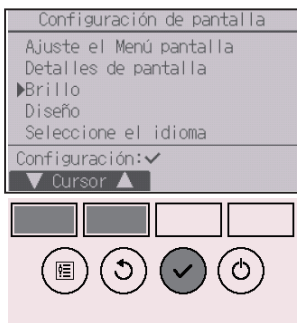 Configuración de pantalla
Ajuste el Menú pantalla
Detalles de pantalla
▶Brillo
Diseño
Seleccione el idioma
Configuración:✓
▼ Cursor ▲